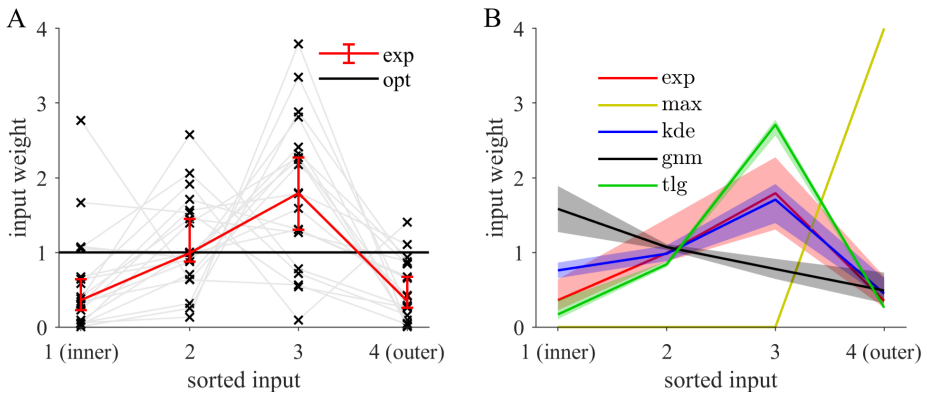 A
4
3
2
1
0
input weight
exp
opt
1 (inner)
2
3
4 (outer)
sorted input
B
4
3
2
1
0
input weight
exp
max
kde
gnm
tlg
1 (inner)
2
3
4 (outer)
sorted input